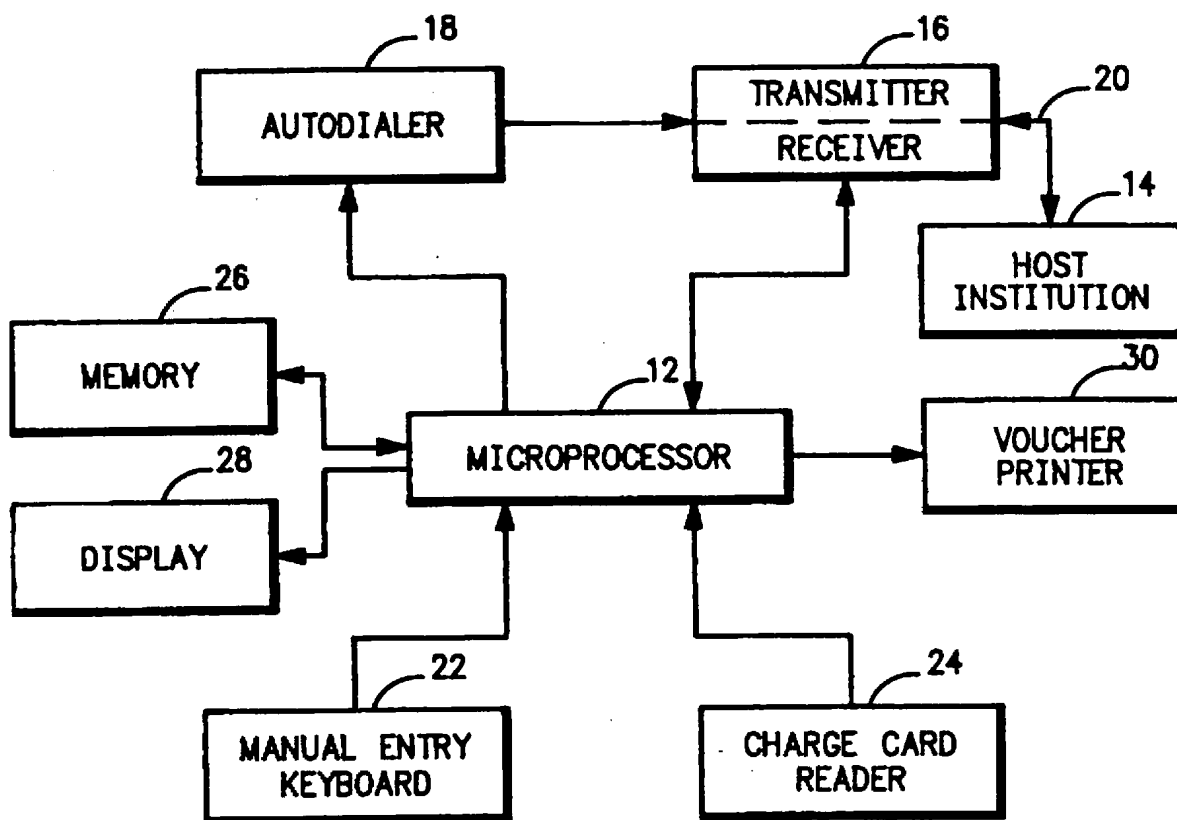 18
AUTODIALER
16
TRANSMITTER
RECEIVER
20
14
HOST
INSTITUTION
26
MEMORY
12
MICROPROCESSOR
30
VOUCHER
PRINTER
28
DISPLAY
22
MANUAL ENTRY
KEYBOARD
24
CHARGE CARD
READER